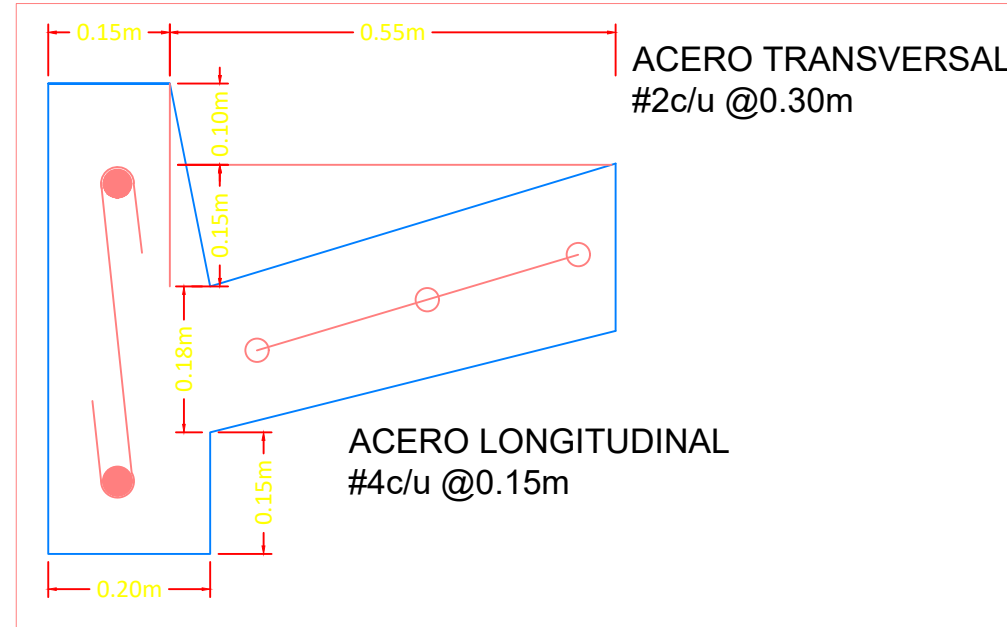 0.15m
0.55m
ACERO TRANSVERSAL
#2c/u @0.30m
0.10m
0.15m
0.18m
ACERO LONGITUDINAL
#4c/u @0.15m
0.15m
0.20m